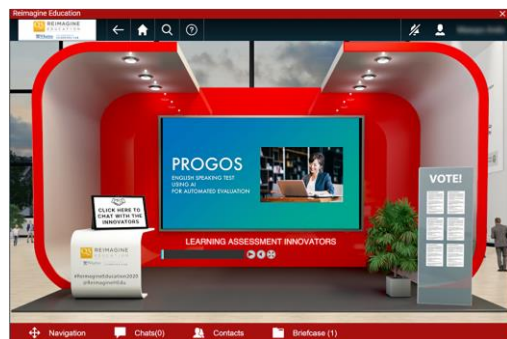 Reimagine Education
REIMAGINE
EDUCATION
PROGOS
ENGLISH SPEAKING TEST
USING AI
FOR AUTOMATED EVALUATION
VOTE!
CLICK HERE TO
CHAT WITH THE
INNOVATORS
LEARNING ASSESSMENT INNOVATORS
REIMAGINE
EDUCATION
#ReimagineEducation2020
@ReimagineHEdu
Navigation
Chats(0)
Contacts
Briefcase (1)